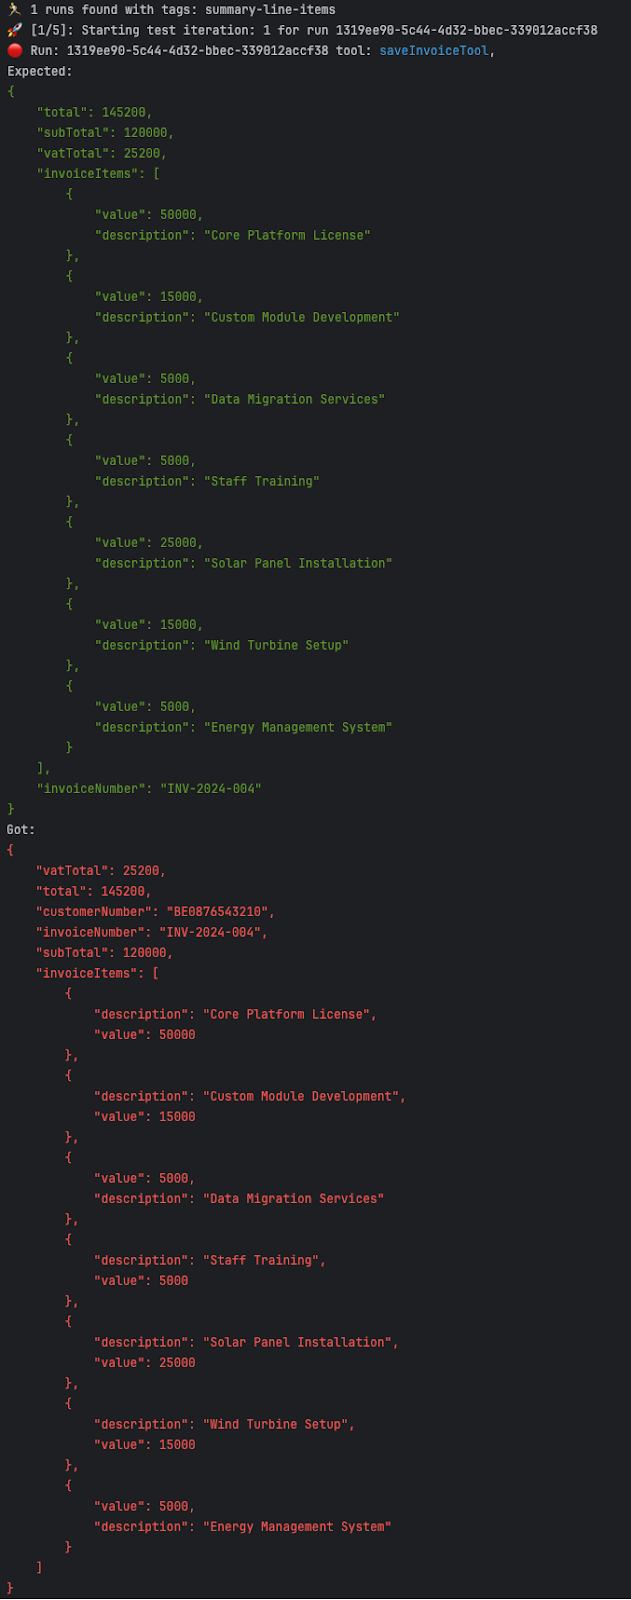 🏃 1 runs found with tags: summary-line-items
🚀 [1/5]: Starting test iteration: 1 for run 1319ee90-5c44-4d32-bbec-339012accf38
🔴 Run: 1319ee90-5c44-4d32-bbec-339012accf38 tool: saveInvoiceTool,
Expected:
{
    "total": 145200,
    "subTotal": 120000,
    "vatTotal": 25200,
    "invoiceItems": [
        {
            "value": 50000,
            "description": "Core Platform License"
        },
        {
            "value": 15000,
            "description": "Custom Module Development"
        },
        {
            "value": 5000,
            "description": "Data Migration Services"
        },
        {
            "value": 5000,
            "description": "Staff Training"
        },
        {
            "value": 25000,
            "description": "Solar Panel Installation"
        },
        {
            "value": 15000,
            "description": "Wind Turbine Setup"
        },
        {
            "value": 5000,
            "description": "Energy Management System"
        }
    ],
    "invoiceNumber": "INV-2024-004"
}
Got:
{
    "vatTotal": 25200,
    "total": 145200,
    "customerNumber": "BE0876543210",
    "invoiceNumber": "INV-2024-004",
    "subTotal": 120000,
    "invoiceItems": [
        {
            "description": "Core Platform License",
            "value": 50000
        },
        {
            "description": "Custom Module Development",
            "value": 15000
        },
        {
            "value": 5000,
            "description": "Data Migration Services"
        },
        {
            "description": "Staff Training",
            "value": 5000
        },
        {
            "description": "Solar Panel Installation",
            "value": 25000
        },
        {
            "description": "Wind Turbine Setup",
            "value": 15000
        },
        {
            "value": 5000,
            "description": "Energy Management System"
        }
    ]
}